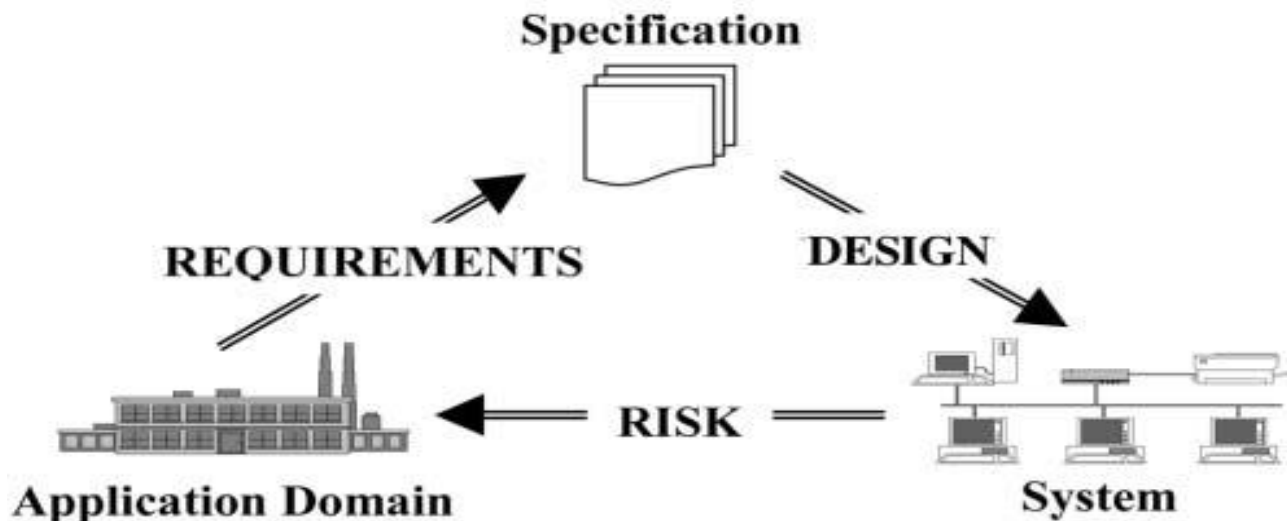 Specification
REQUIREMENTS
DESIGN
RISK
Application Domain
System